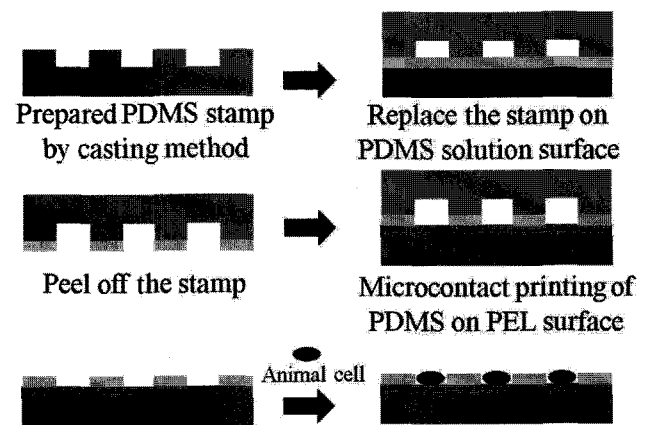 Prepared PDMS stamp
by casting method
Replace the stamp on
PDMS solution surface
Peel off the stamp
Microcontact printing of
PDMS on PEL surface
Animal cell